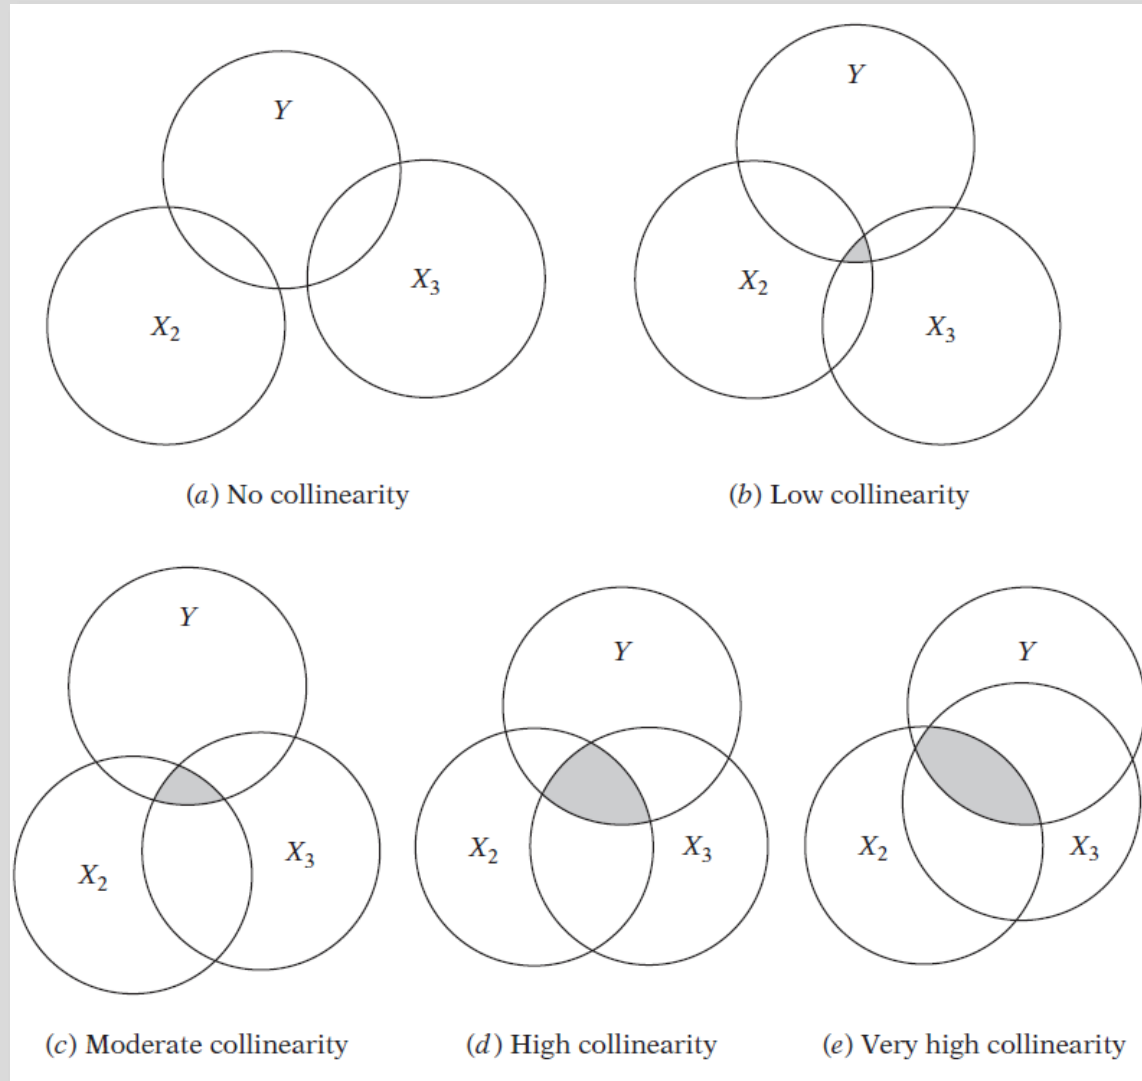 Y
X₂
X₃
(a) No collinearity
Y
X₂
X₃
(b) Low collinearity
Y
X₂
X₃
(c) Moderate collinearity
Y
X₂
X₃
(d) High collinearity
Y
X₂
X₃
(e) Very high collinearity